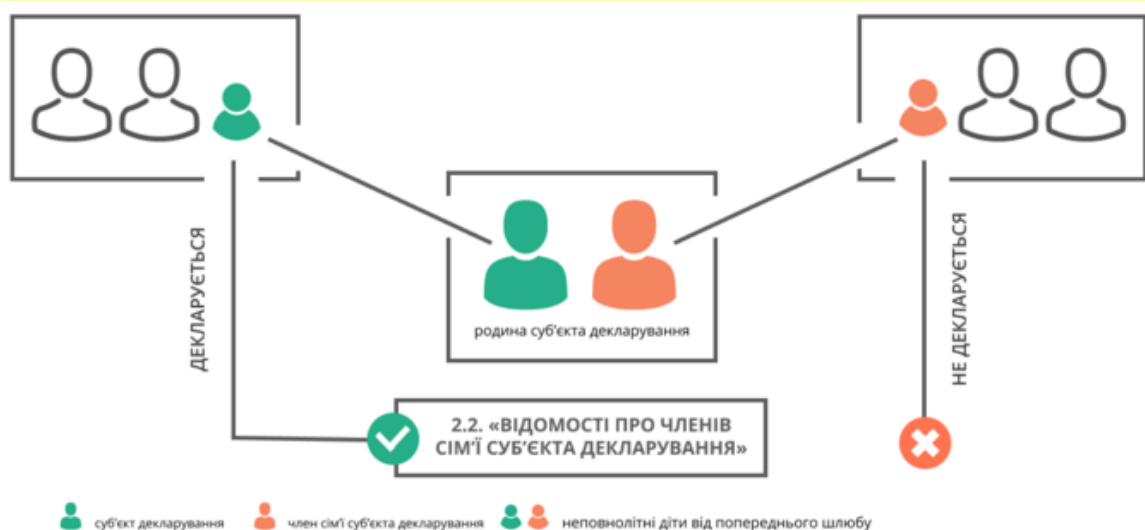 ДЕКЛАРУЄТЬСЯ
родина суб'єкта декларування
НЕ ДЕКЛАРУЄТЬСЯ
2.2. «ВІДОМОСТІ ПРО ЧЛЕНІВ
СІМ'Ї СУБ'ЄКТА ДЕКЛАРУВАННЯ»
суб'єкт декларування
член сім'ї суб'єкта декларування
неповнолітні діти від попереднього шлюбу